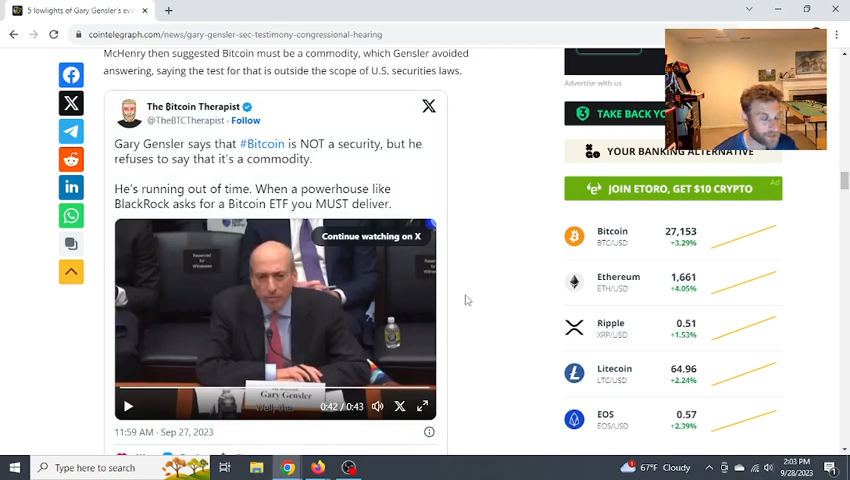 5 lowlights of Gary Gensler's ev
cointelegraph.com/news/gary-gensler-sec-testimony-congressional-hearing
McHenry then suggested Bitcoin must be a commodity, which Gensler avoided
answering, saying the test for that is outside the scope of U.S. securities laws.
The ₿itcoin Therapist
@TheBTCTherapist · Follow
Gary Gensler says that #Bitcoin is NOT a security, but he
refuses to say that it's a commodity.
He's running out of time. When a powerhouse like
BlackRock asks for a Bitcoin ETF you MUST deliver.
Continue watching on X
Reserved for
Witnesses
Gary Gensler
0:42 / 0:43
11:59 AM · Sep 27, 2023
Advertise with us
TAKE BACK YO
YOUR BANKING ALTERNATIVE
JOIN ETORO, GET $10 CRYPTO
Ad
Bitcoin 27,153
BTC/USD +3.29%
Ethereum 1,661
ETH/USD +4.05%
Ripple 0.51
XRP/USD +1.53%
Litecoin 64.96
LTC/USD +2.24%
EOS 0.57
EOS/USD +2.39%
Type here to search
67°F Cloudy
2:03 PM
9/28/2023